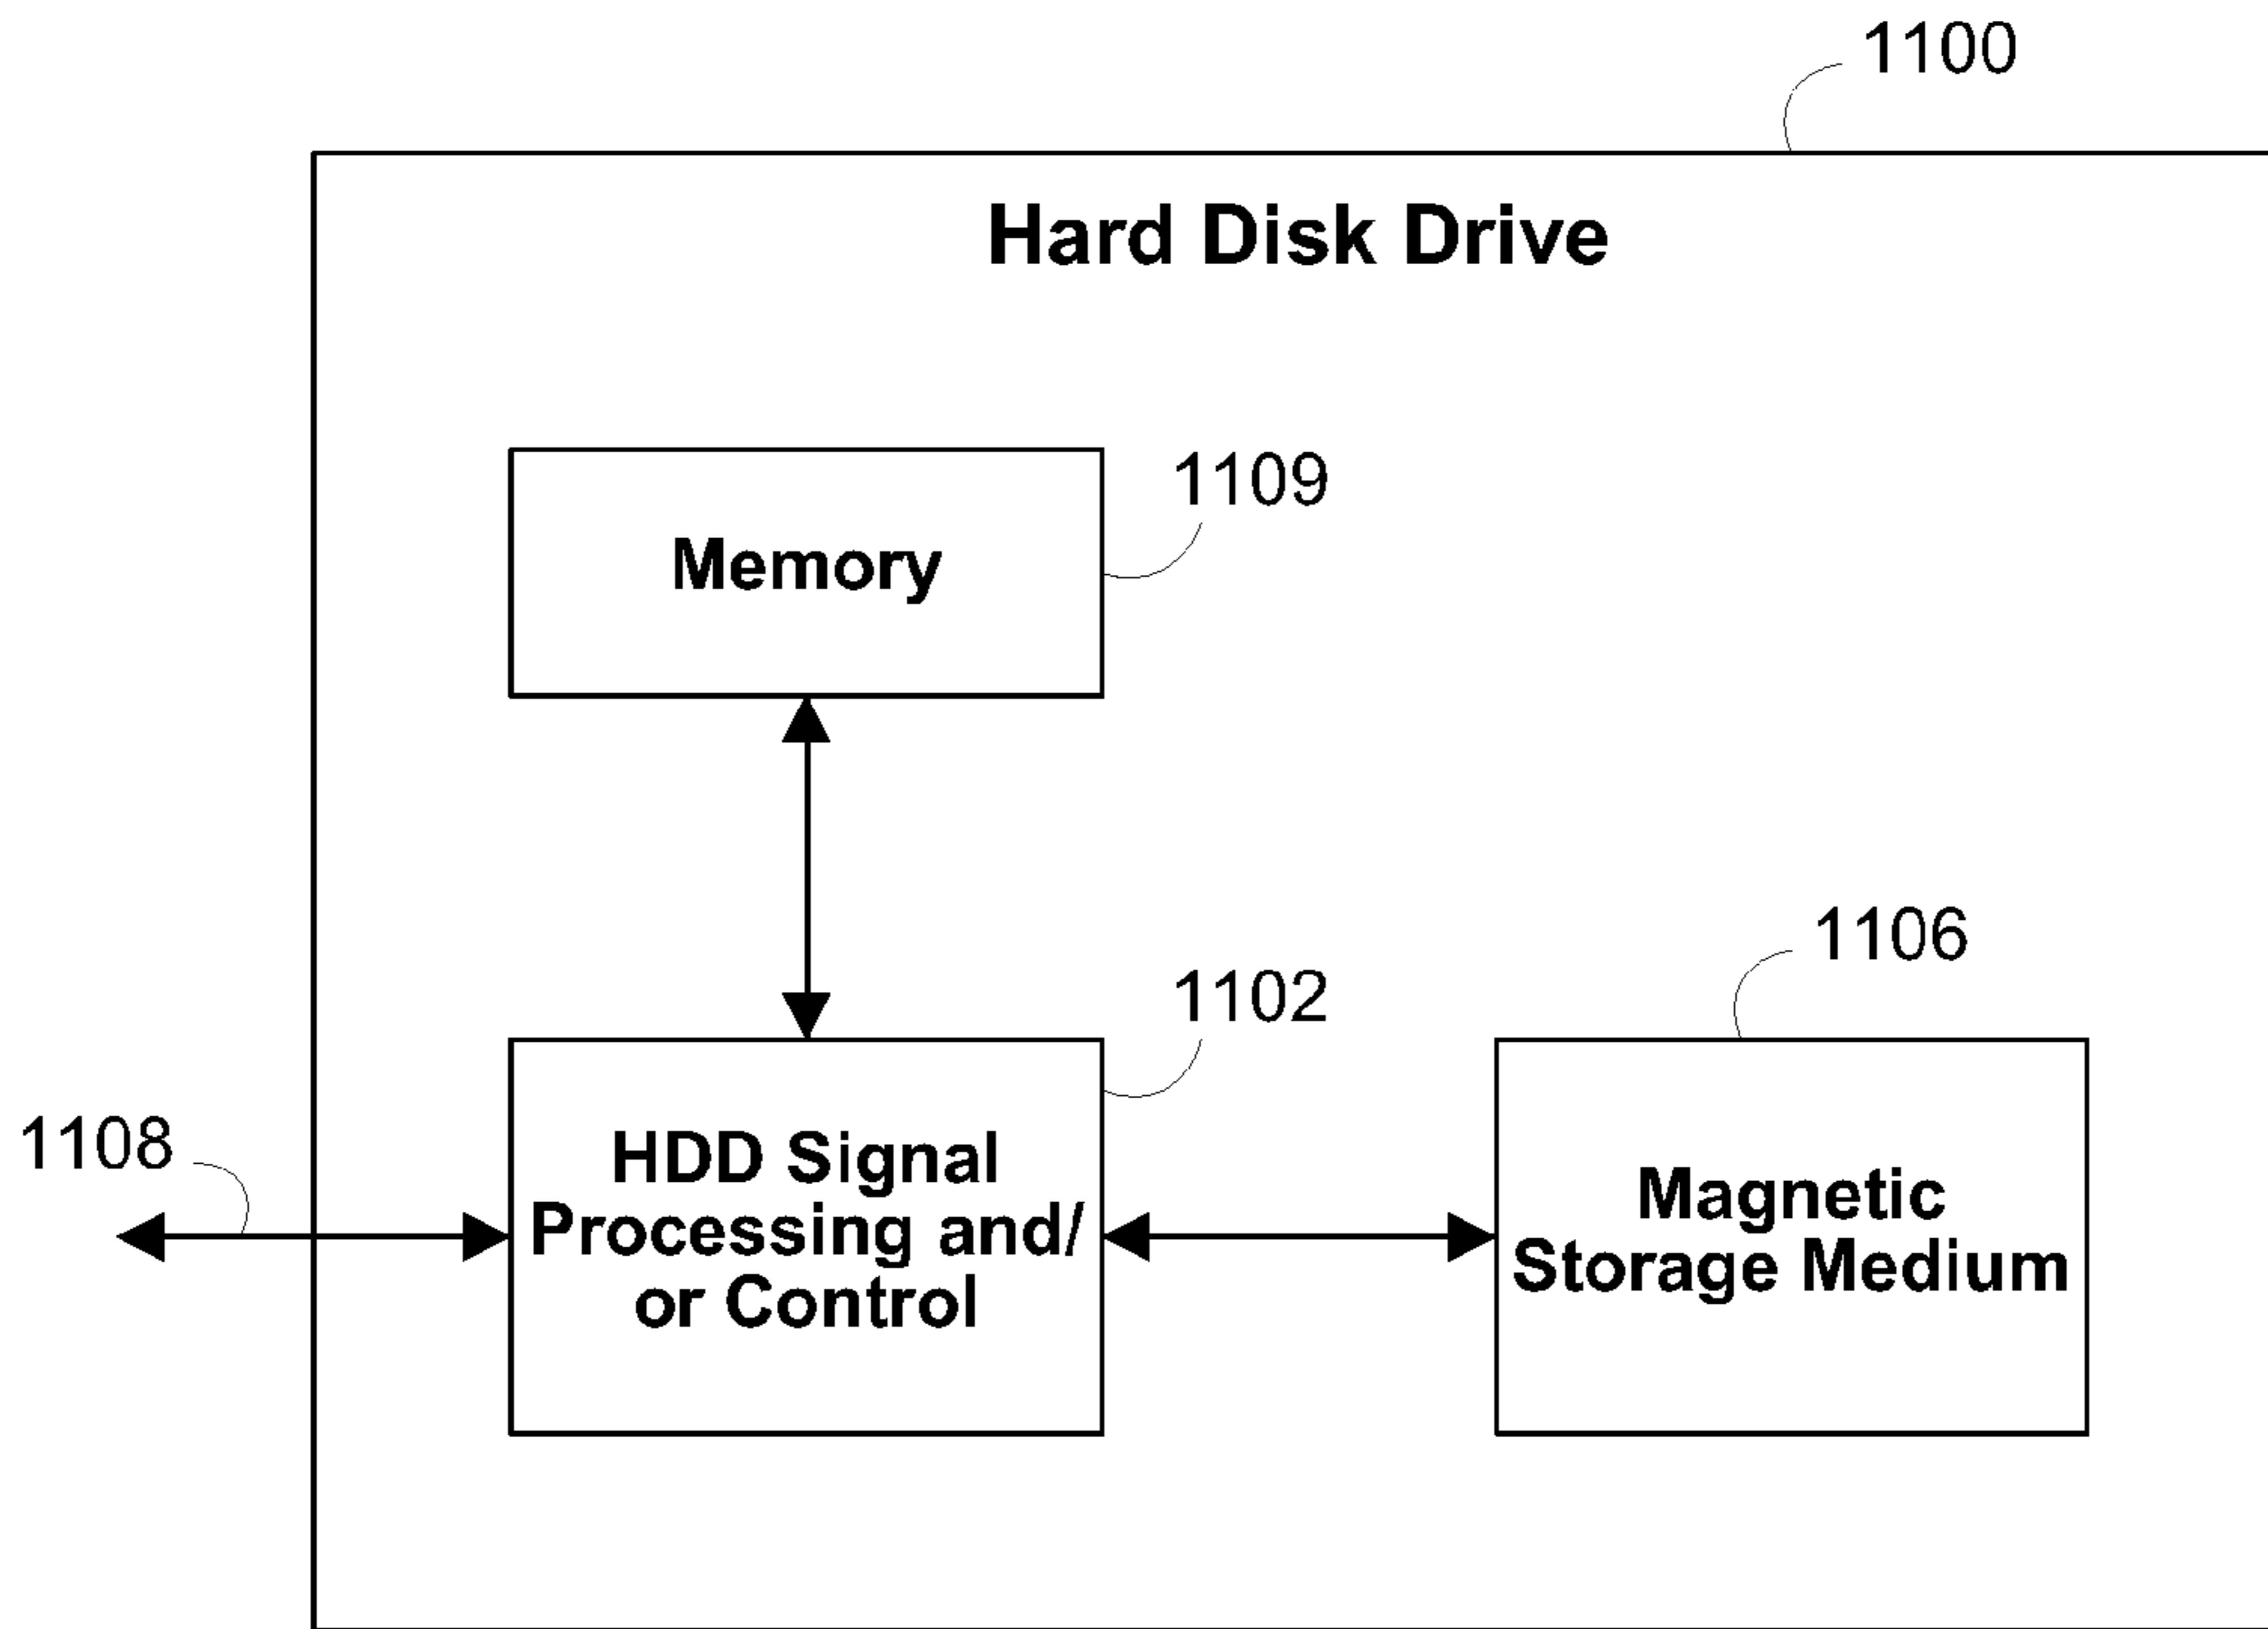 1100
Hard Disk Drive
1109
Memory
1106
1102
1108
HDD Signal
Processing and/
or Control
Magnetic
Storage Medium